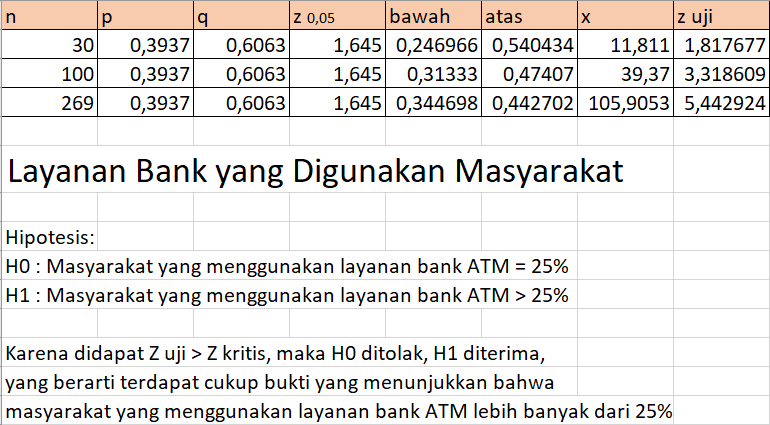 n p q z 0,05 bawah atas x z uji
30 0,3937 0,6063 1,645 0,246966 0,540434 11,811 1,817677
100 0,3937 0,6063 1,645 0,31333 0,47407 39,37 3,318609
269 0,3937 0,6063 1,645 0,344698 0,442702 105,9053 5,442924
Layanan Bank yang Digunakan Masyarakat
Hipotesis:
H0 : Masyarakat yang menggunakan layanan bank ATM = 25%
H1 : Masyarakat yang menggunakan layanan bank ATM > 25%
Karena didapat Z uji > Z kritis, maka H0 ditolak, H1 diterima,
yang berarti terdapat cukup bukti yang menunjukkan bahwa
masyarakat yang menggunakan layanan bank ATM lebih banyak dari 25%